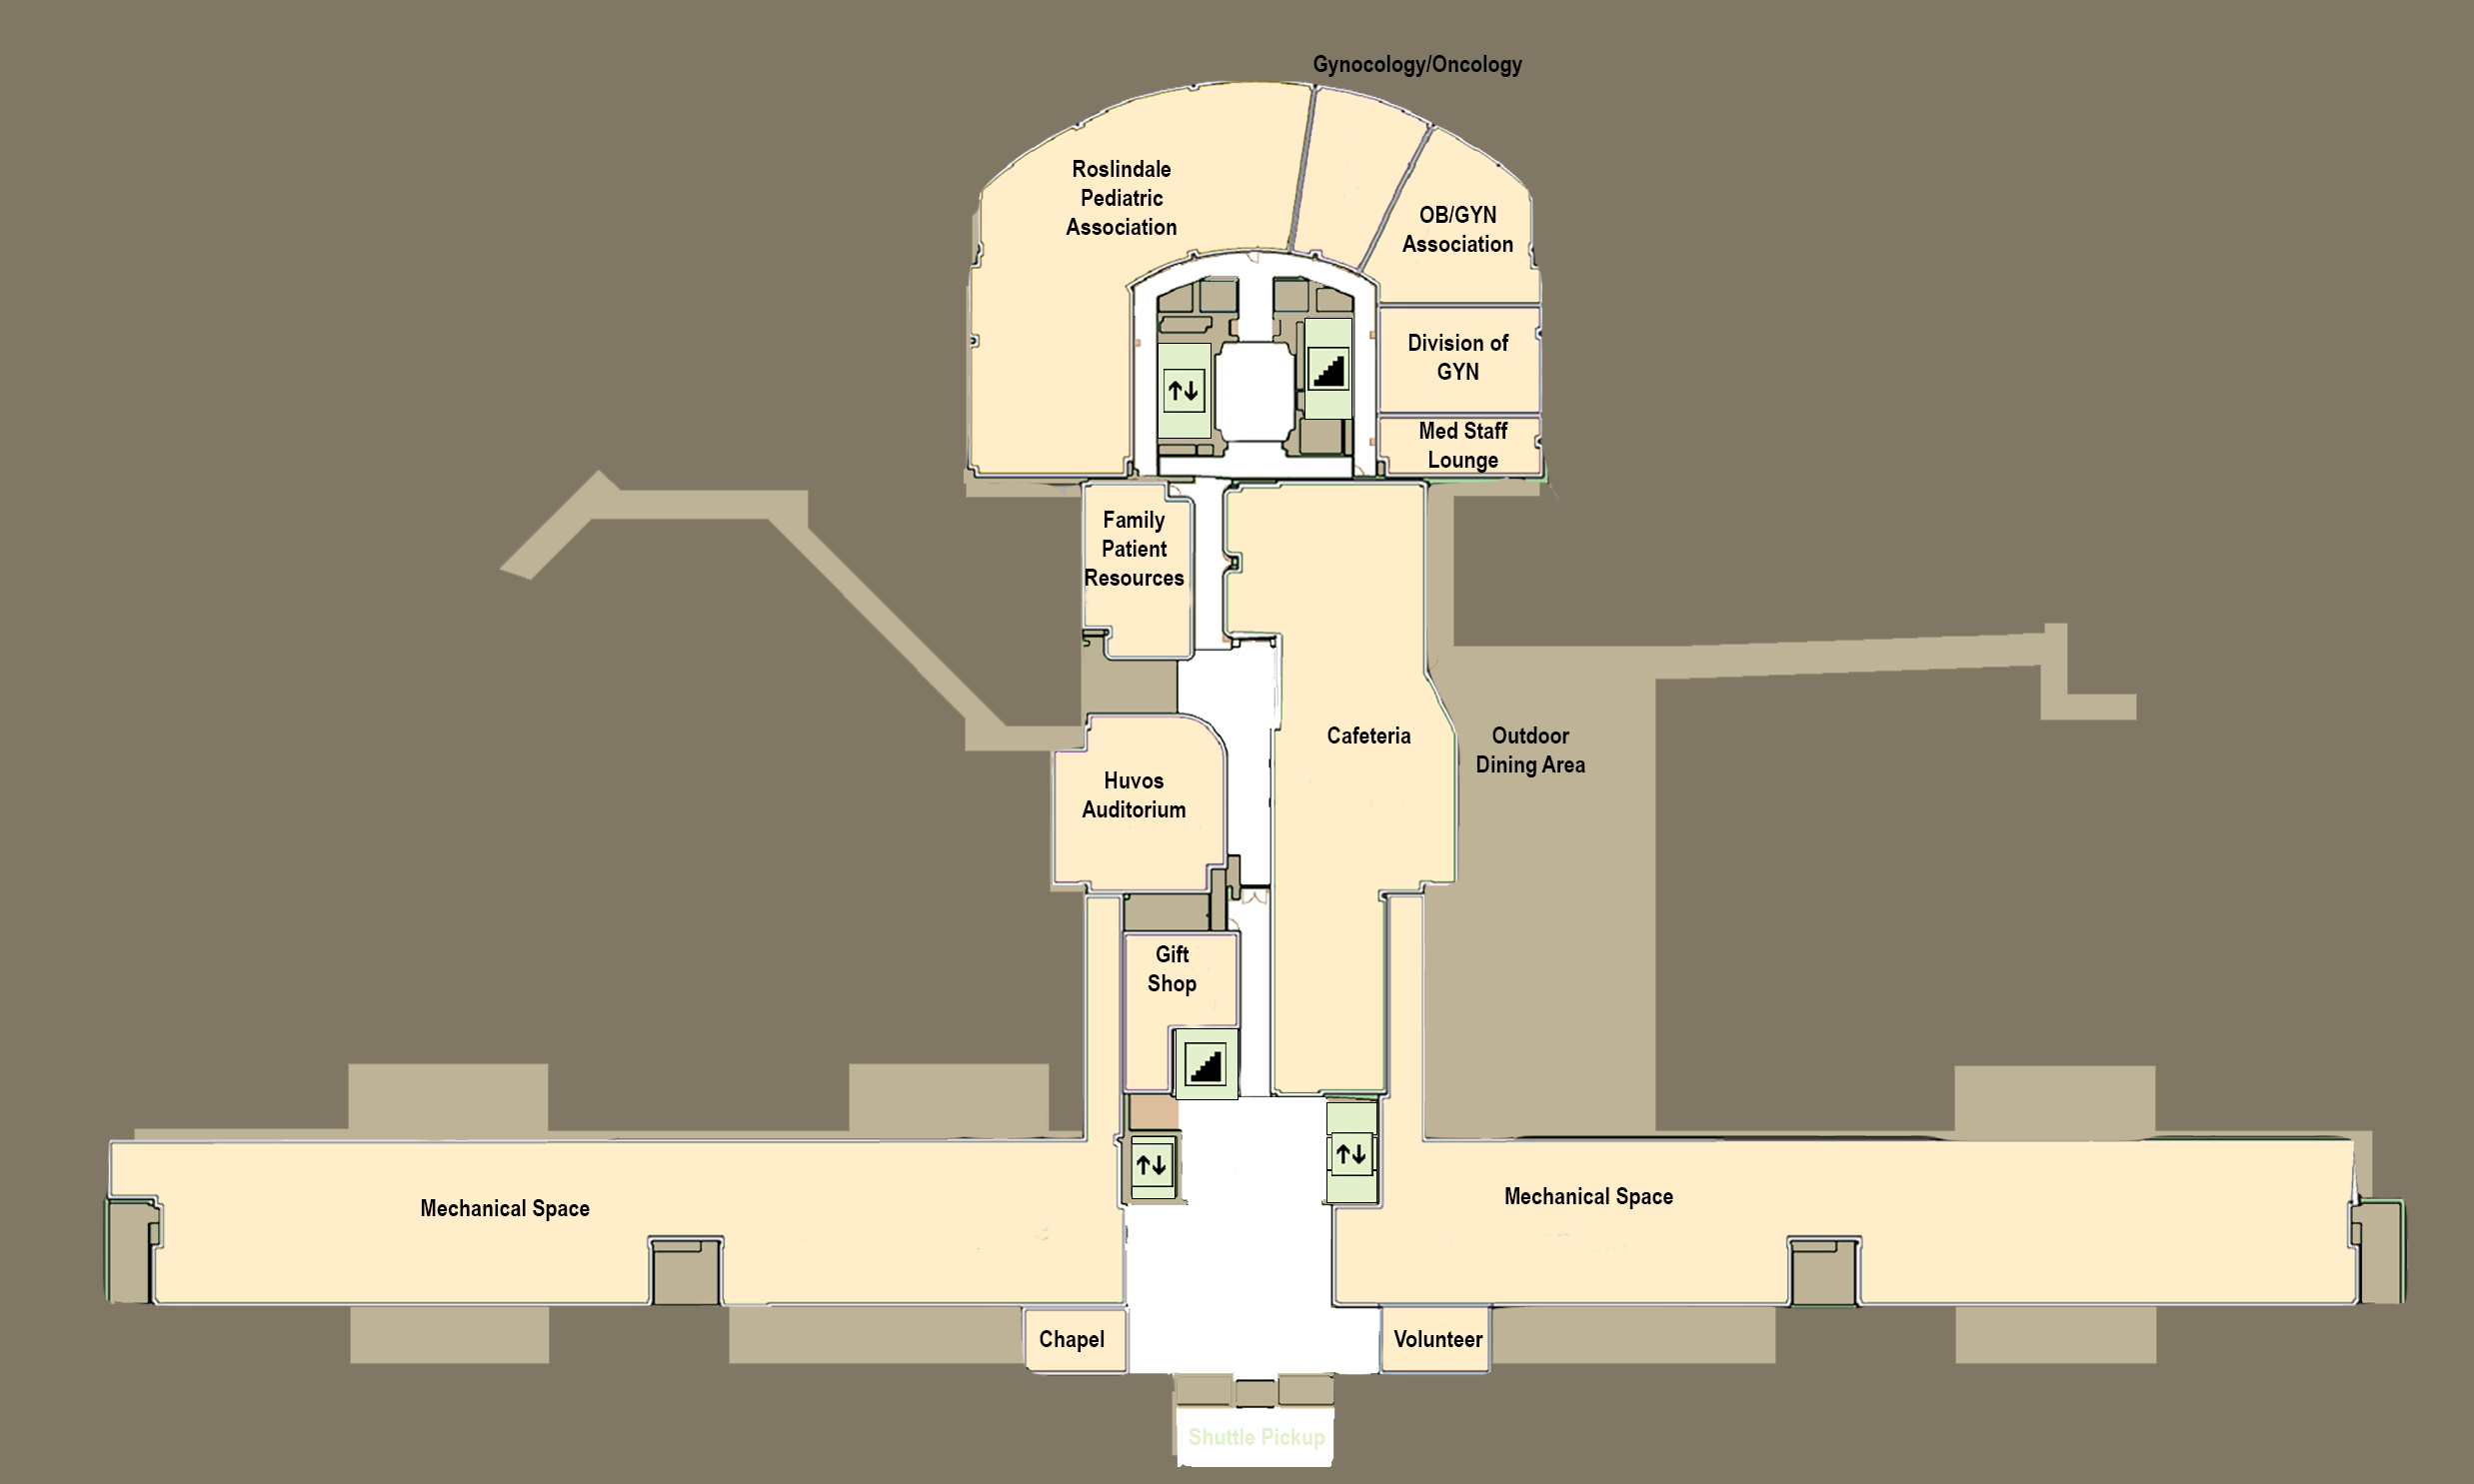 Gynocology/Oncology
Roslindale
Pediatric
Association
OB/GYN
Association
Division of
GYN
Med Staff
Lounge
Family
Patient
Resources
Cafeteria
Outdoor
Dining Area
Huvos
Auditorium
Gift
Shop
Mechanical Space
Mechanical Space
Chapel
Volunteer
Shuttle Pickup